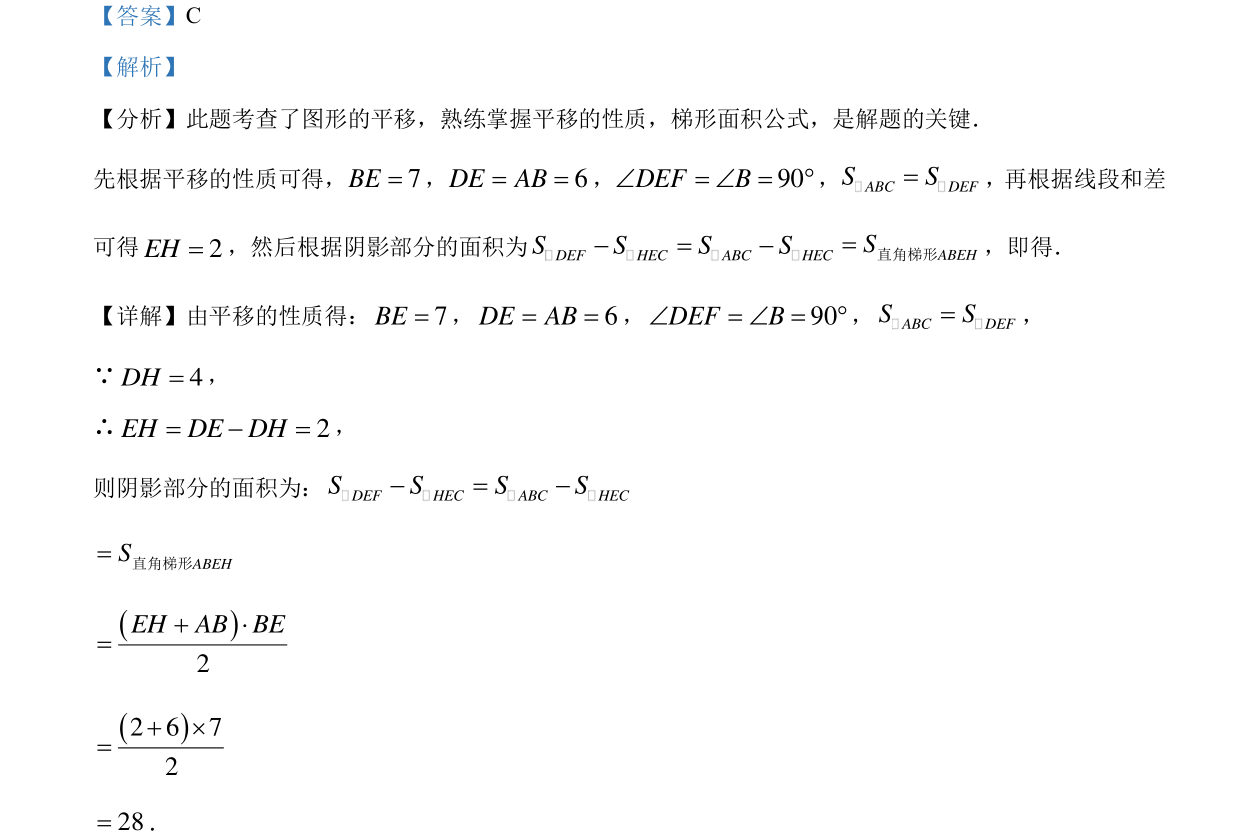 【答案】C
【解析】
【分析】此题考查了图形的平移，熟练掌握平移的性质，梯形面积公式，是解题的关键．
先根据平移的性质可得，BE = 7，DE = AB = 6，∠DEF = ∠B = 90°，S□ABC = S□DEF，再根据线段和差
可得 EH = 2，然后根据阴影部分的面积为 S□DEF − S□HEC = S□ABC − S□HEC = S直角梯形ABEH，即得．
【详解】由平移的性质得：BE = 7，DE = AB = 6，∠DEF = ∠B = 90°，S□ABC = S□DEF，
∵ DH = 4，
∴ EH = DE − DH = 2，
则阴影部分的面积为：S□DEF − S□HEC = S□ABC − S□HEC
= S直角梯形ABEH
= (EH + AB)·BE / 2
= (2+6)×7 / 2
= 28．